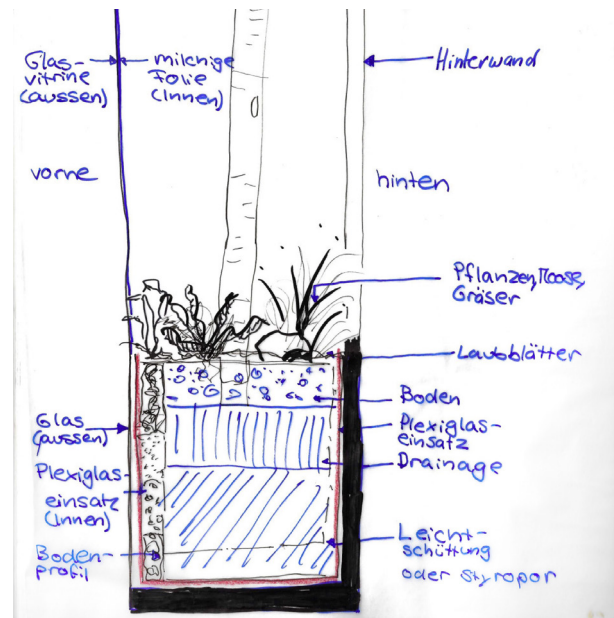 Glas-
vitrine
(aussen)
milchige
Folie
(Innen)
Hinterwand
vorne
hinten
Pflanzen, Moose,
Gräser
Laubblätter
Boden
Glas
(aussen)
Plexiglas-
einsatz
Drainage
Plexiglas-
einsatz
(Innen)
Boden-
profil
Leicht-
schüttung
oder Styropor